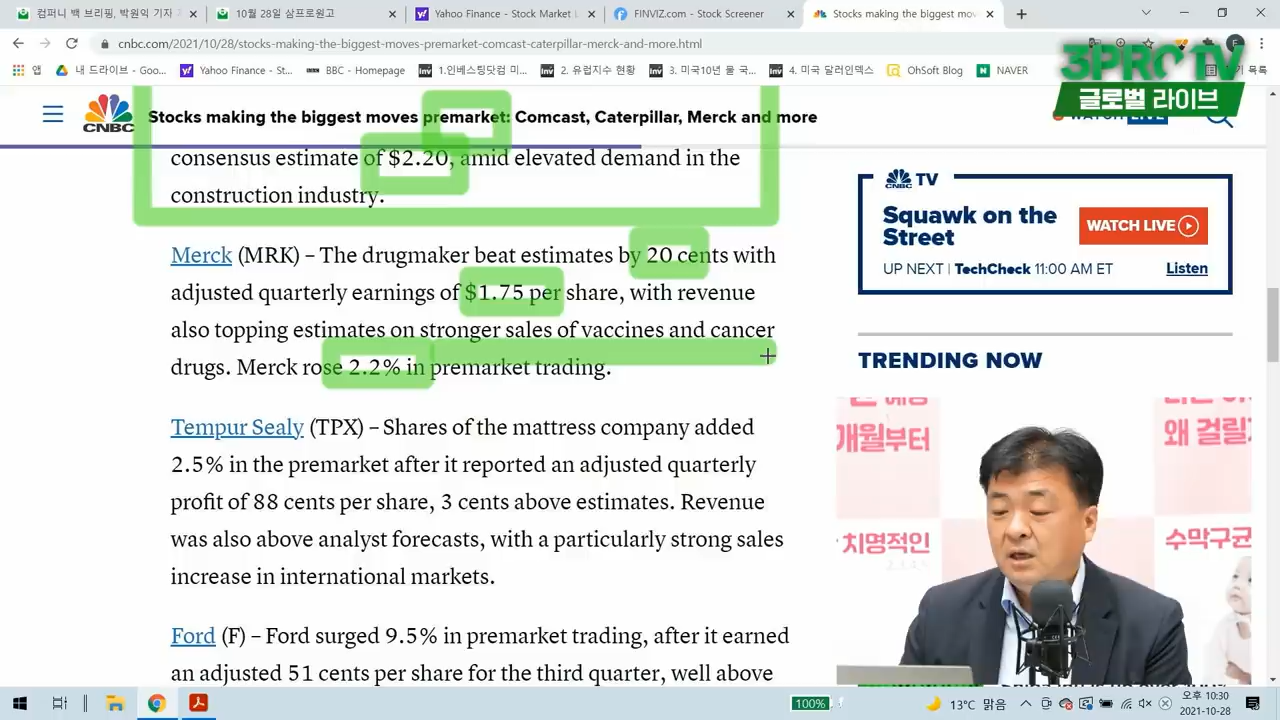 컴퍼니 백 브리핑, 박원익 기자 ×
10월 28일 삼프로원고 ×
Yahoo Finance - Stock Market L ×
FINVIZ.com - Stock Screener ×
Stocks making the biggest mov ×
cnbc.com/2021/10/28/stocks-making-the-biggest-moves-premarket-comcast-caterpillar-merck-and-more.html
앱
내 드라이브 - Goo...
Yahoo Finance - St...
BBC - Homepage
1.인베스팅닷컴 미...
2. 유럽지수 현황
3. 미국10년 물 국...
4. 미국 달러인덱스
OhSoft Blog
NAVER
목록
3PRO TV
글로벌 라이브
CNBC
Stocks making the biggest moves premarket: Comcast, Caterpillar, Merck and more
consensus estimate of $2.20, amid elevated demand in the
construction industry.
Merck (MRK) – The drugmaker beat estimates by 20 cents with
adjusted quarterly earnings of $1.75 per share, with revenue
also topping estimates on stronger sales of vaccines and cancer
drugs. Merck rose 2.2% in premarket trading.
Tempur Sealy (TPX) – Shares of the mattress company added
2.5% in the premarket after it reported an adjusted quarterly
profit of 88 cents per share, 3 cents above estimates. Revenue
was also above analyst forecasts, with a particularly strong sales
increase in international markets.
Ford (F) – Ford surged 9.5% in premarket trading, after it earned
an adjusted 51 cents per share for the third quarter, well above
CNBC TV
Squawk on the
Street
WATCH LIVE
UP NEXT | TechCheck 11:00 AM ET
Listen
TRENDING NOW
개월부터
왜 걸릴
치명적인
수막구균
100%
13°C 맑음
오후 10:30
2021-10-28